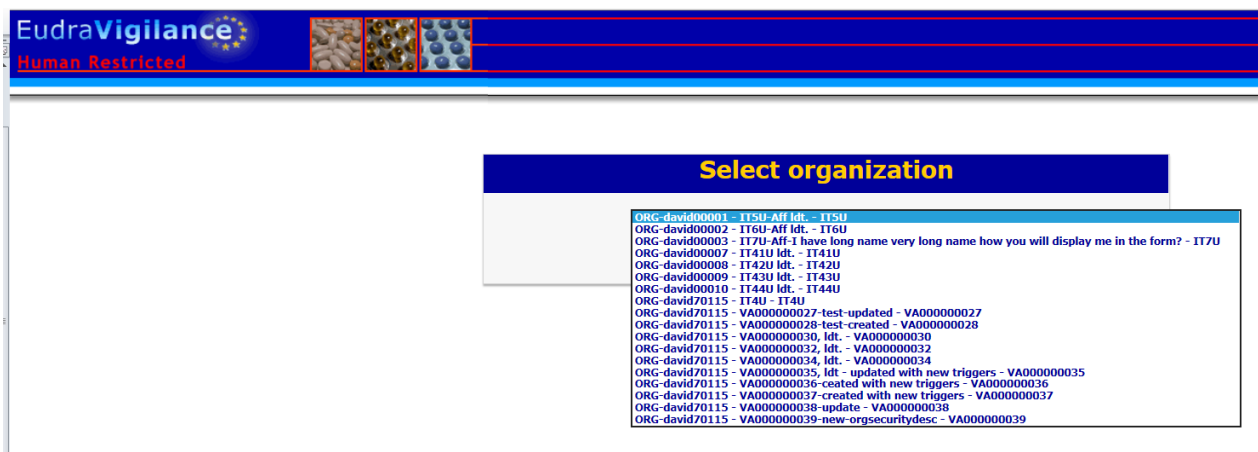 EudraVigilance
Human Restricted
Select organization
ORG-david00001 - IT5U-Aff ldt. - IT5U
ORG-david00002 - IT6U-Aff ldt. - IT6U
ORG-david00003 - IT7U-Aff-I have long name very long name how you will display me in the form? - IT7U
ORG-david00007 - IT41U ldt. - IT41U
ORG-david00008 - IT42U ldt. - IT42U
ORG-david00009 - IT43U ldt. - IT43U
ORG-david00010 - IT44U ldt. - IT44U
ORG-david70115 - IT4U - IT4U
ORG-david70115 - VA000000027-test-updated - VA000000027
ORG-david70115 - VA000000028-test-created - VA000000028
ORG-david70115 - VA000000030, ldt. - VA000000030
ORG-david70115 - VA000000032, ldt. - VA000000032
ORG-david70115 - VA000000034, ldt. - VA000000034
ORG-david70115 - VA000000035, ldt - updated with new triggers - VA000000035
ORG-david70115 - VA000000036-ceated with new triggers - VA000000036
ORG-david70115 - VA000000037-created with new triggers - VA000000037
ORG-david70115 - VA000000038-update - VA000000038
ORG-david70115 - VA000000039-new-orgsecuritydesc - VA000000039